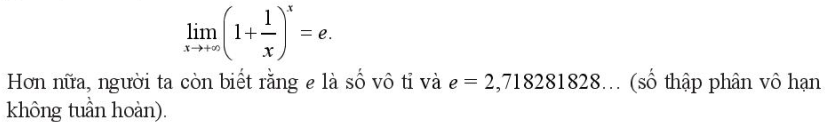 lim x→+∞ (1+1/x)^x = e.
Hơn nữa, người ta còn biết rằng e là số vô tỉ và e = 2,718281828... (số thập phân vô hạn
không tuần hoàn).